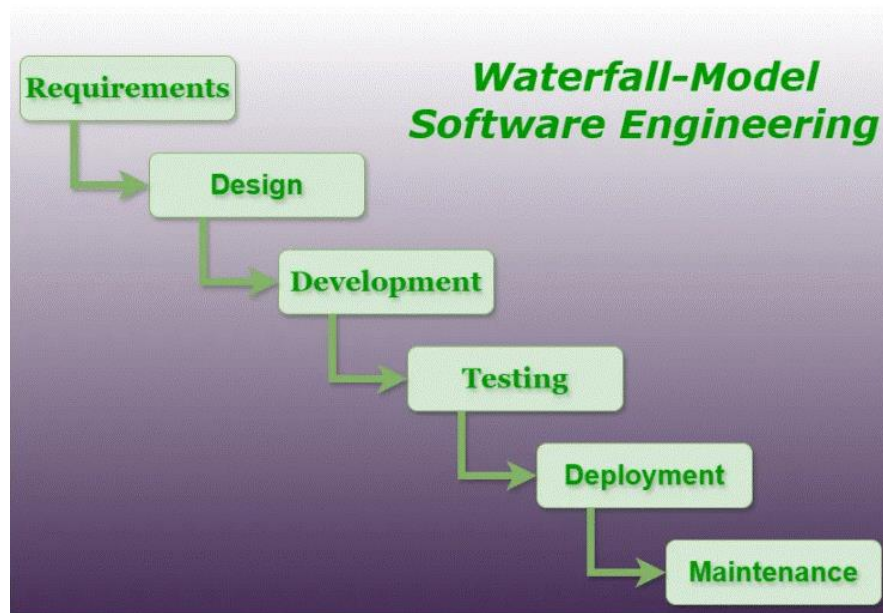 Waterfall-Model
Software Engineering
Requirements
Design
Development
Testing
Deployment
Maintenance